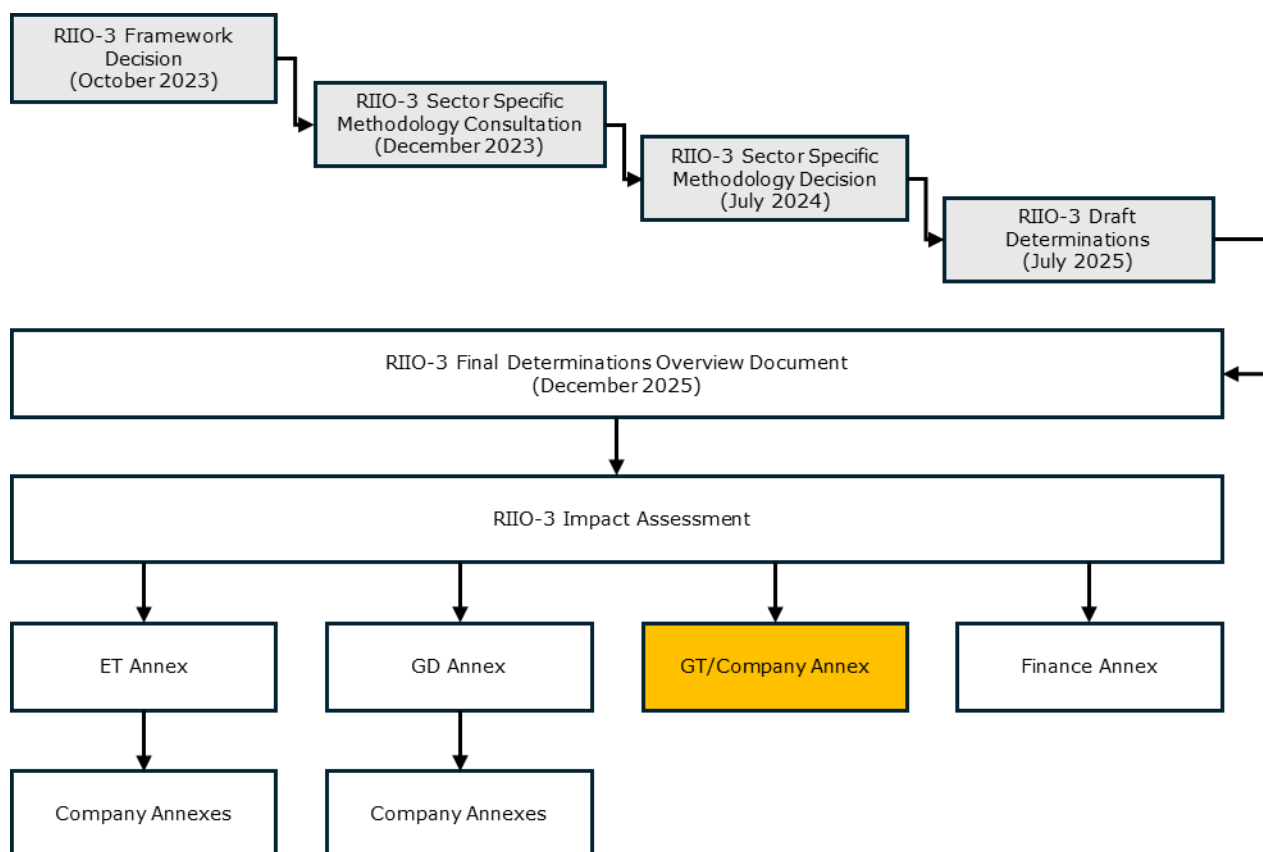 RIIO-3 Framework
Decision
(October 2023)
RIIO-3 Sector Specific
Methodology Consultation
(December 2023)
RIIO-3 Sector Specific
Methodology Decision
(July 2024)
RIIO-3 Draft
Determinations
(July 2025)
RIIO-3 Final Determinations Overview Document
(December 2025)
RIIO-3 Impact Assessment
ET Annex
GD Annex
GT/Company Annex
Finance Annex
Company Annexes
Company Annexes